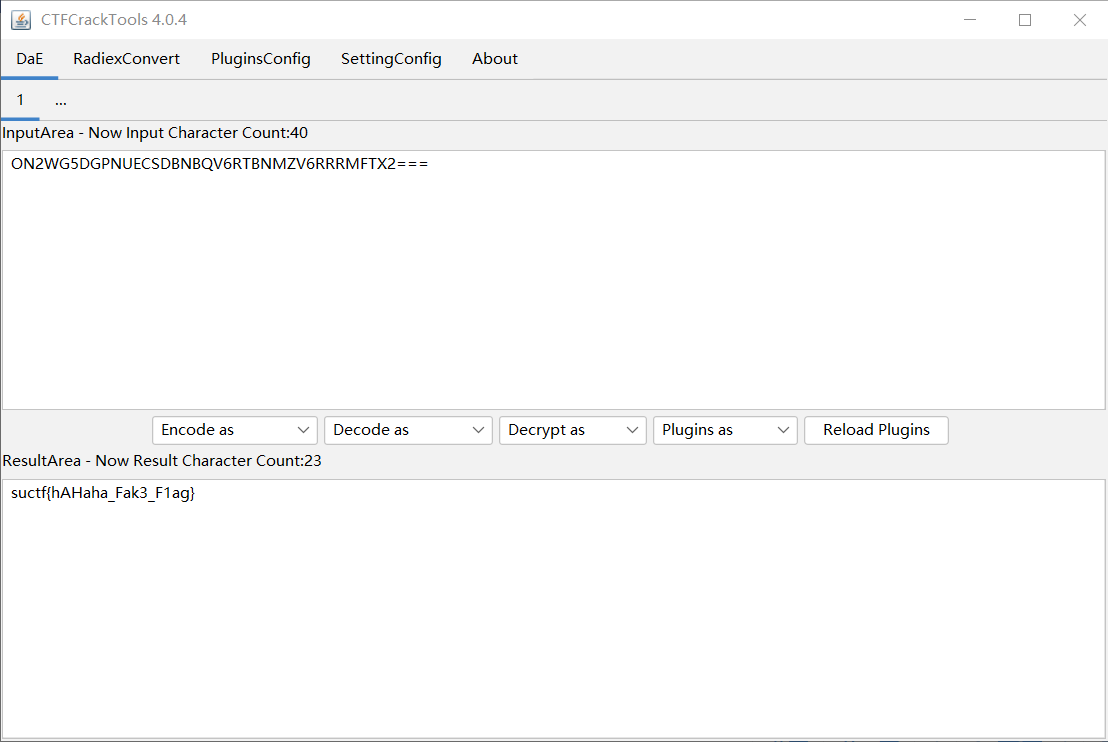 CTFCrackTools 4.0.4
DaE RadiexConvert PluginsConfig SettingConfig About
1 ...
InputArea - Now Input Character Count:40
ON2WG5DGPNUECSDBNBQV6RTBNMZV6RRRMFTX2===
Encode as Decode as Decrypt as Plugins as Reload Plugins
ResultArea - Now Result Character Count:23
suctf{hAHaha_Fak3_F1ag}